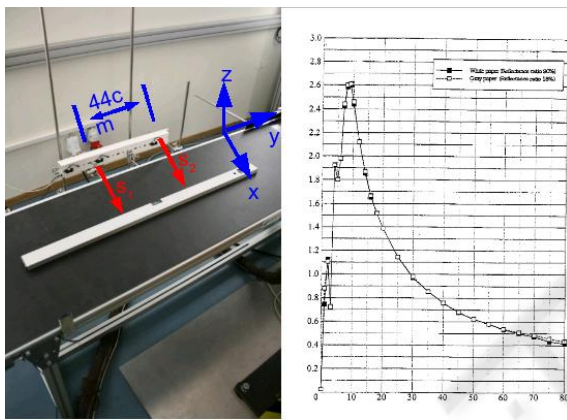 44c
m
z
y
x
S₁
S₂
3.0
2.8
2.6
2.4
2.2
2.0
1.8
1.6
1.4
1.2
1.0
0.8
0.6
0.4
0.2
0 10 20 30 40 50 60 70 80
White paper (Reflectance ratio 90%)
Gray paper (Reflectance ratio 18%)